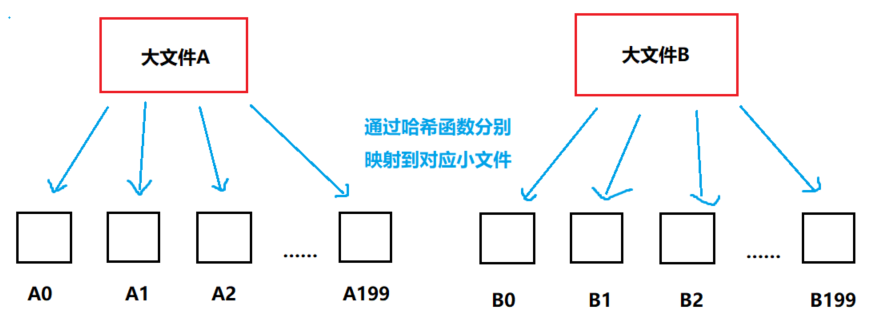 大文件A
大文件B
通过哈希函数分别
映射到对应小文件
......
......
A0
A1
A2
A199
B0
B1
B2
B199